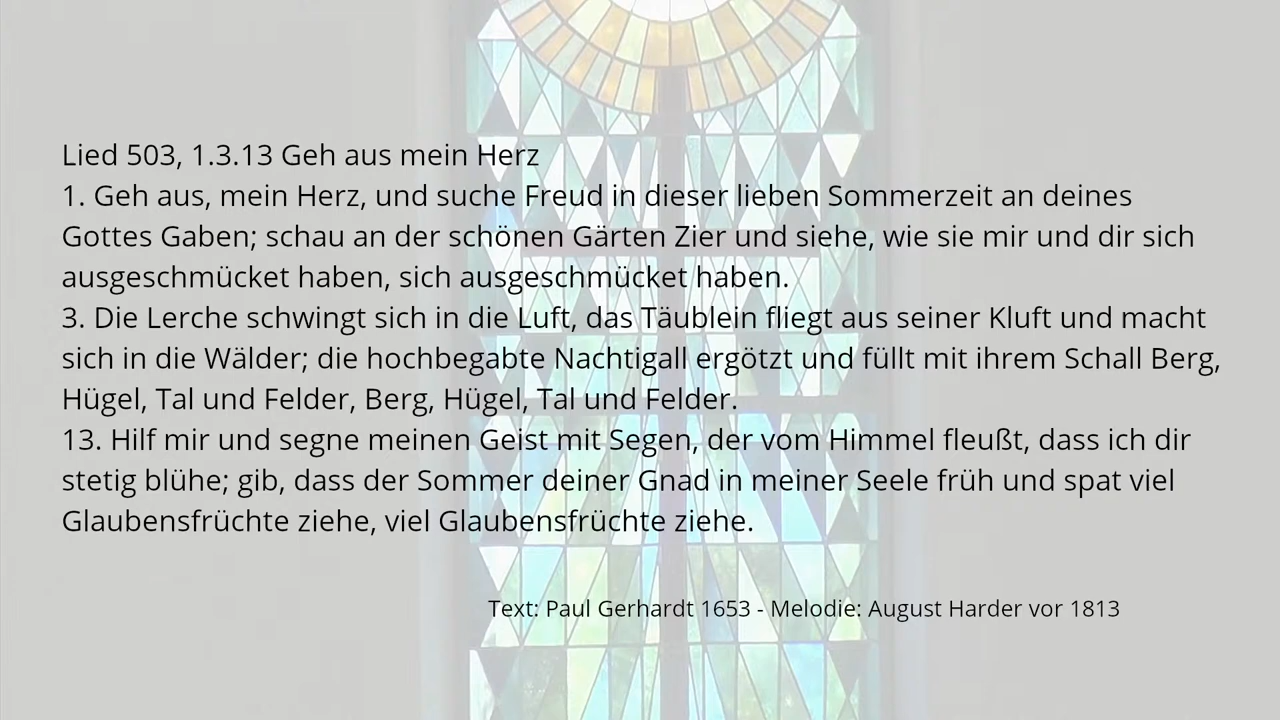 Lied 503, 1.3.13 Geh aus mein Herz
1. Geh aus, mein Herz, und suche Freud in dieser lieben Sommerzeit an deines
Gottes Gaben; schau an der schönen Gärten Zier und siehe, wie sie mir und dir sich
ausgeschmücket haben, sich ausgeschmücket haben.
3. Die Lerche schwingt sich in die Luft, das Täublein fliegt aus seiner Kluft und macht
sich in die Wälder; die hochbegabte Nachtigall ergötzt und füllt mit ihrem Schall Berg,
Hügel, Tal und Felder, Berg, Hügel, Tal und Felder.
13. Hilf mir und segne meinen Geist mit Segen, der vom Himmel fleußt, dass ich dir
stetig blühe; gib, dass der Sommer deiner Gnad in meiner Seele früh und spat viel
Glaubensfrüchte ziehe, viel Glaubensfrüchte ziehe.
Text: Paul Gerhardt 1653 - Melodie: August Harder vor 1813